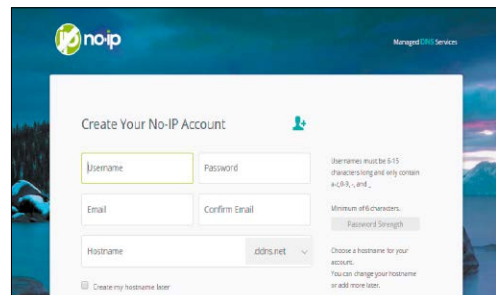 no-ip
Managed DNS Services
Create Your No-IP Account
Username
Password
Usernames must be 6-15
characters long and only contain
a-z, 0-9, -, and _
Email
Confirm Email
Minimum of 6 characters.
Password Strength
Hostname
.ddns.net
Choose a hostname for your
account.
You can change your hostname
or add more later.
Create my hostname later